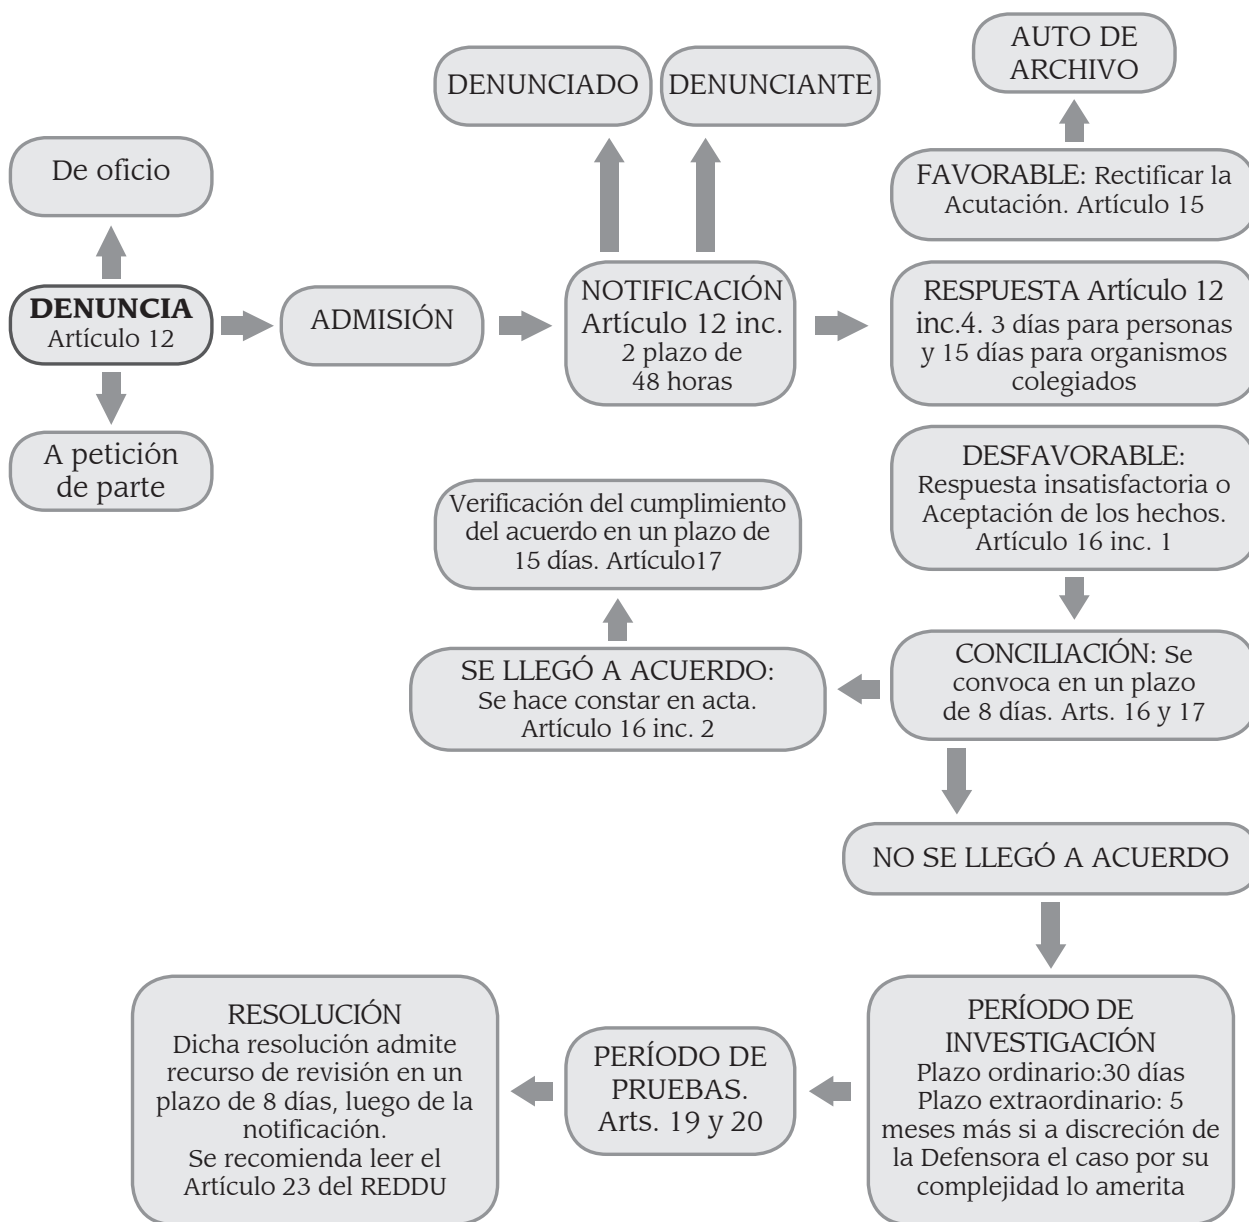 AUTO DE
ARCHIVO
DENUNCIADO
DENUNCIANTE
De oficio
FAVORABLE: Rectificar la
Acutación. Artículo 15
DENUNCIA
Artículo 12
ADMISIÓN
NOTIFICACIÓN
Artículo 12 inc.
2 plazo de
48 horas
RESPUESTA Artículo 12
inc.4. 3 días para personas
y 15 días para organismos
colegiados
A petición
de parte
DESFAVORABLE:
Respuesta insatisfactoria o
Aceptación de los hechos.
Artículo 16 inc. 1
Verificación del cumplimiento
del acuerdo en un plazo de
15 días. Artículo17
CONCILIACIÓN: Se
convoca en un plazo
de 8 días. Arts. 16 y 17
SE LLEGÓ A ACUERDO:
Se hace constar en acta.
Artículo 16 inc. 2
NO SE LLEGÓ A ACUERDO
PERÍODO DE
INVESTIGACIÓN
Plazo ordinario:30 días
Plazo extraordinario: 5
meses más si a discreción de
la Defensora el caso por su
complejidad lo amerita
PERÍODO DE
PRUEBAS.
Arts. 19 y 20
RESOLUCIÓN
Dicha resolución admite
recurso de revisión en un
plazo de 8 días, luego de la
notificación.
Se recomienda leer el
Artículo 23 del REDDU